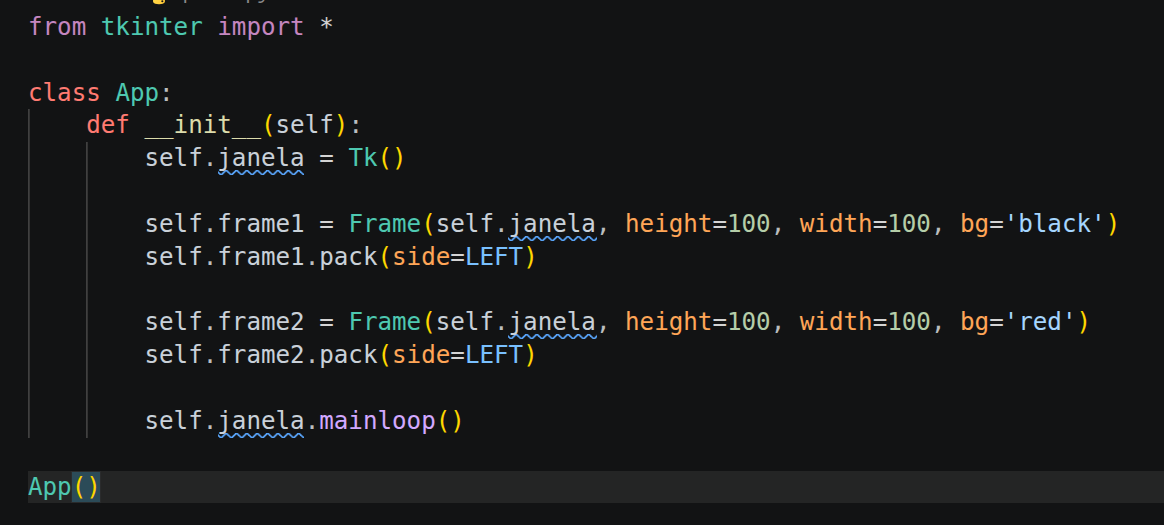 from tkinter import *
class App:
    def __init__(self):
        self.janela = Tk()
        self.frame1 = Frame(self.janela, height=100, width=100, bg='black')
        self.frame1.pack(side=LEFT)
        self.frame2 = Frame(self.janela, height=100, width=100, bg='red')
        self.frame2.pack(side=LEFT)
        self.janela.mainloop()
App()